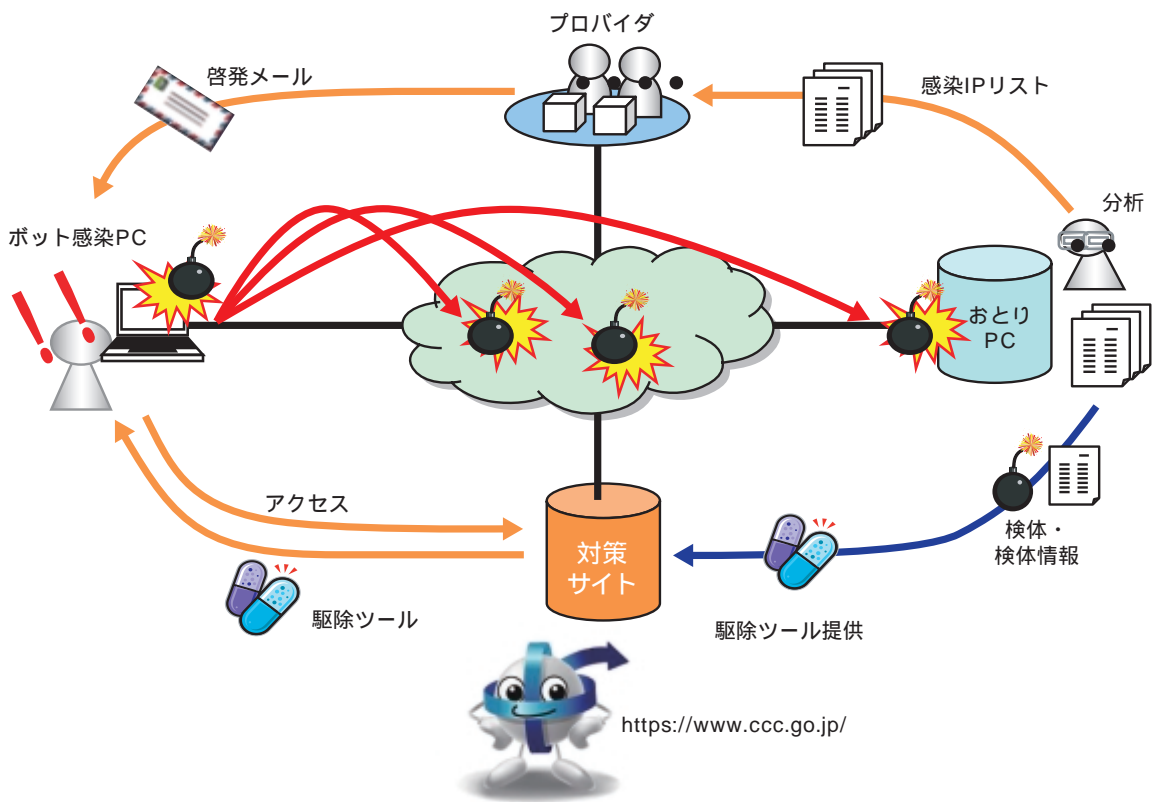 プロバイダ
啓発メール
感染IPリスト
分析
ボット感染PC
おとり
PC
アクセス
対策
サイト
検体・
検体情報
駆除ツール
駆除ツール提供
https://www.ccc.go.jp/